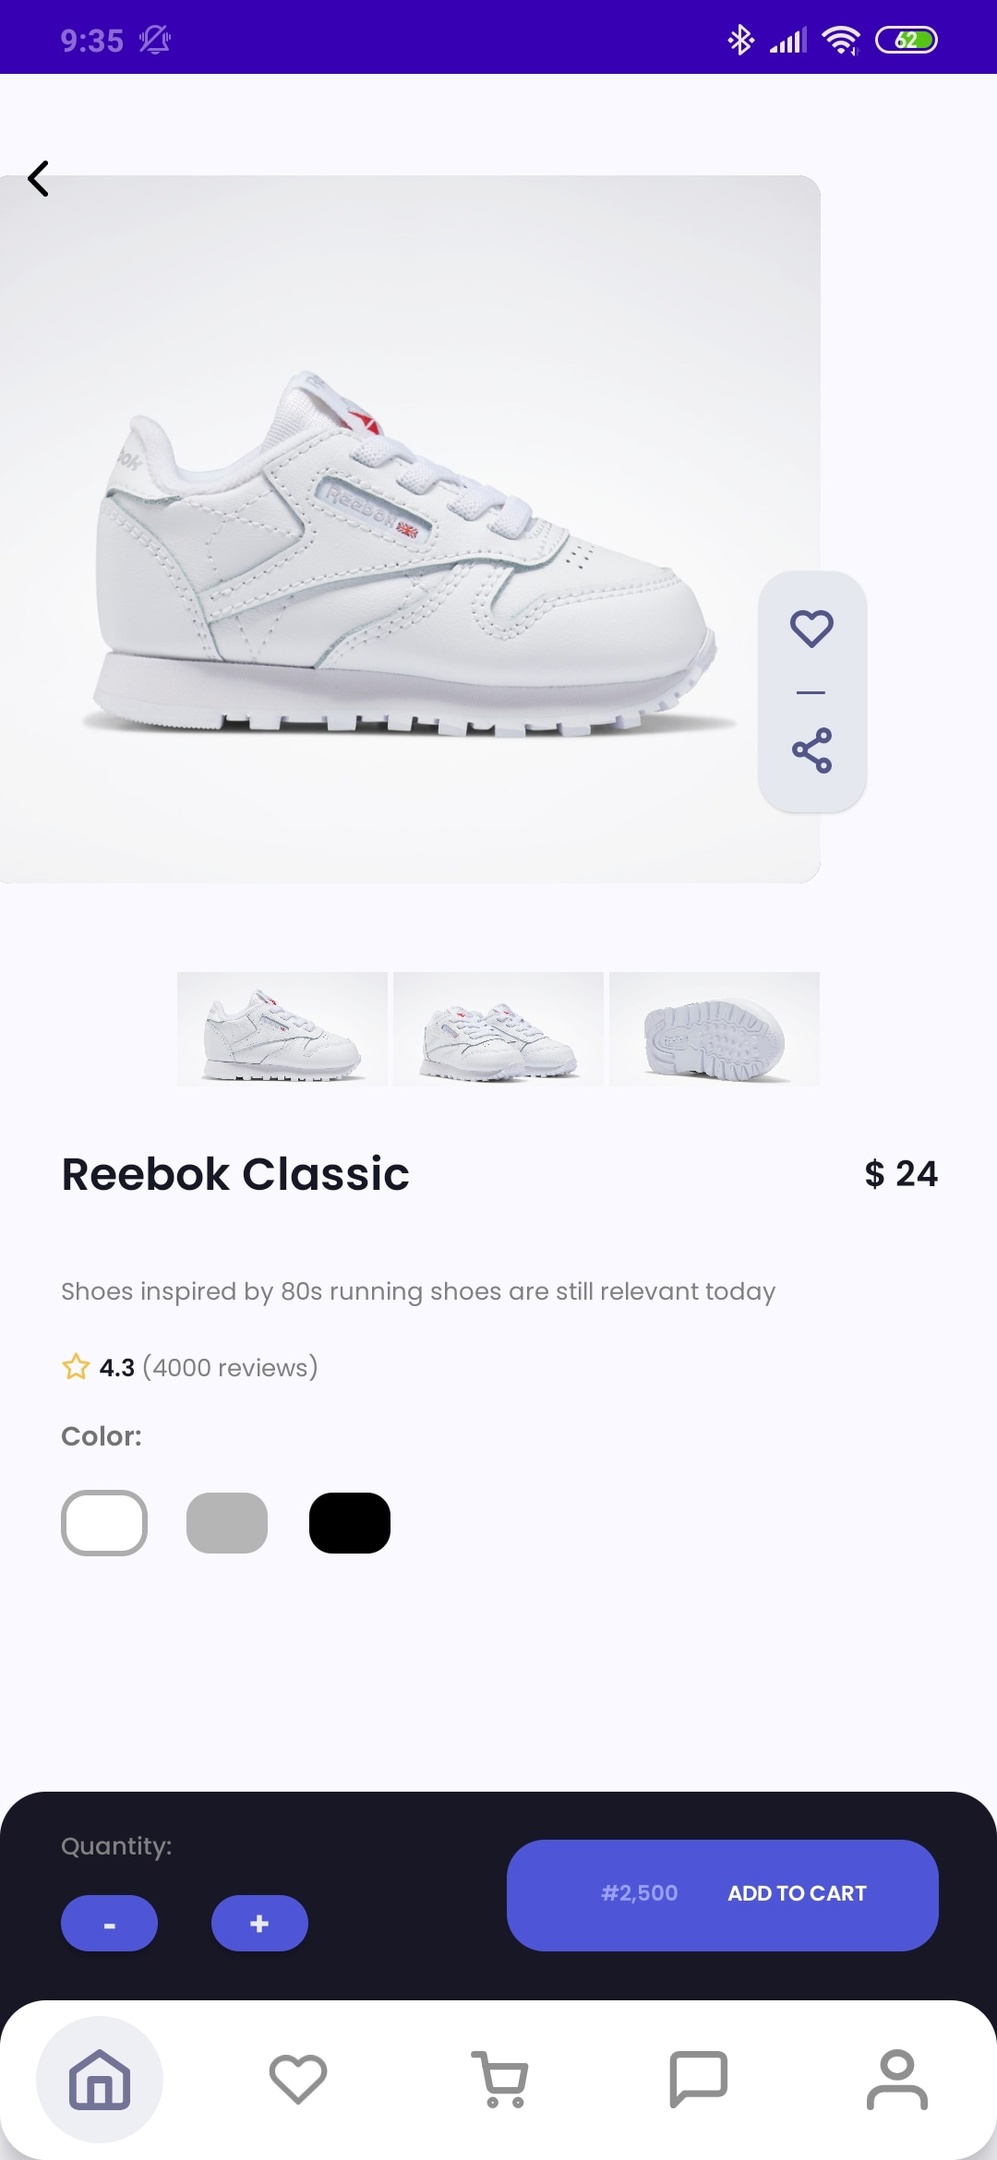 9:35
62
Reebok
Reebok Classic
$ 24
Shoes inspired by 80s running shoes are still relevant today
4.3 (4000 reviews)
Color:
Quantity:
- +
#2,500 ADD TO CART